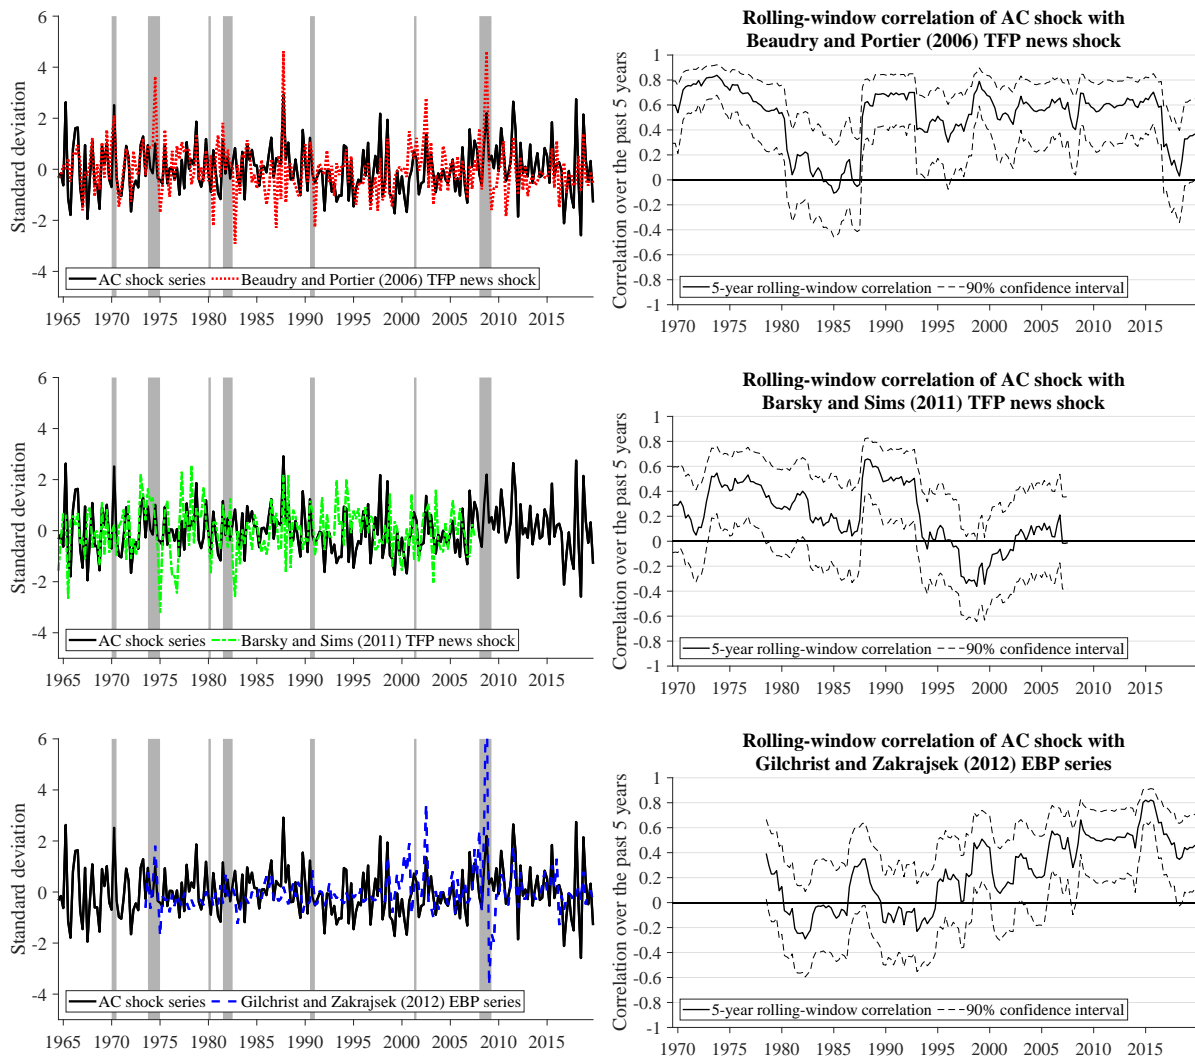 Standard deviation
6
4
2
0
-2
-4
AC shock series
Beaudry and Portier (2006) TFP news shock
1965 1970 1975 1980 1985 1990 1995 2000 2005 2010 2015
Rolling-window correlation of AC shock with
Beaudry and Portier (2006) TFP news shock
Correlation over the past 5 years
1
0.8
0.6
0.4
0.2
0
-0.2
-0.4
-0.6
-0.8
-1
5-year rolling-window correlation
90% confidence interval
1970 1975 1980 1985 1990 1995 2000 2005 2010 2015
Standard deviation
6
4
2
0
-2
-4
AC shock series
Barsky and Sims (2011) TFP news shock
1965 1970 1975 1980 1985 1990 1995 2000 2005 2010 2015
Rolling-window correlation of AC shock with
Barsky and Sims (2011) TFP news shock
Correlation over the past 5 years
1
0.8
0.6
0.4
0.2
0
-0.2
-0.4
-0.6
-0.8
-1
5-year rolling-window correlation
90% confidence interval
1970 1975 1980 1985 1990 1995 2000 2005 2010 2015
Standard deviation
6
4
2
0
-2
-4
AC shock series
Gilchrist and Zakrajsek (2012) EBP series
1965 1970 1975 1980 1985 1990 1995 2000 2005 2010 2015
Rolling-window correlation of AC shock with
Gilchrist and Zakrajsek (2012) EBP series
Correlation over the past 5 years
1
0.8
0.6
0.4
0.2
0
-0.2
-0.4
-0.6
-0.8
-1
5-year rolling-window correlation
90% confidence interval
1970 1975 1980 1985 1990 1995 2000 2005 2010 2015